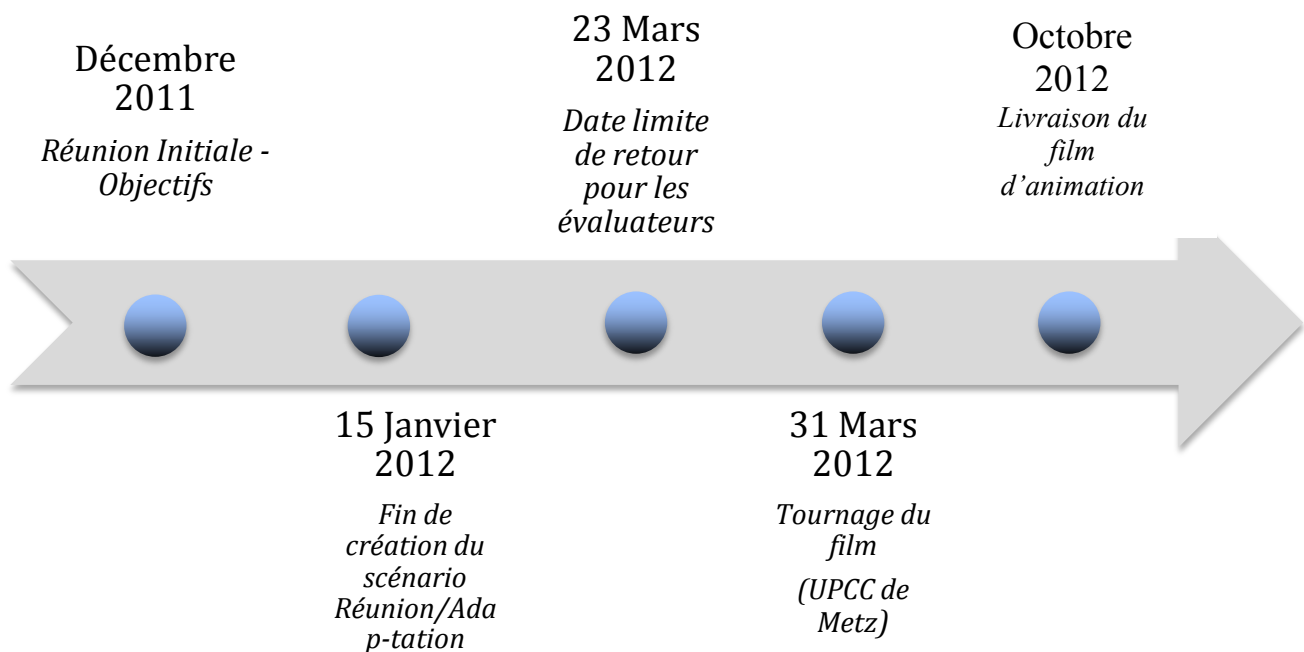 Décembre
2011
Réunion Initiale -
Objectifs
15 Janvier
2012
Fin de
création du
scénario
Réunion/Ada
p-tation
23 Mars
2012
Date limite
de retour
pour les
évaluateurs
31 Mars
2012
Tournage du
film
(UPCC de
Metz)
Octobre
2012
Livraison du
film
d’animation